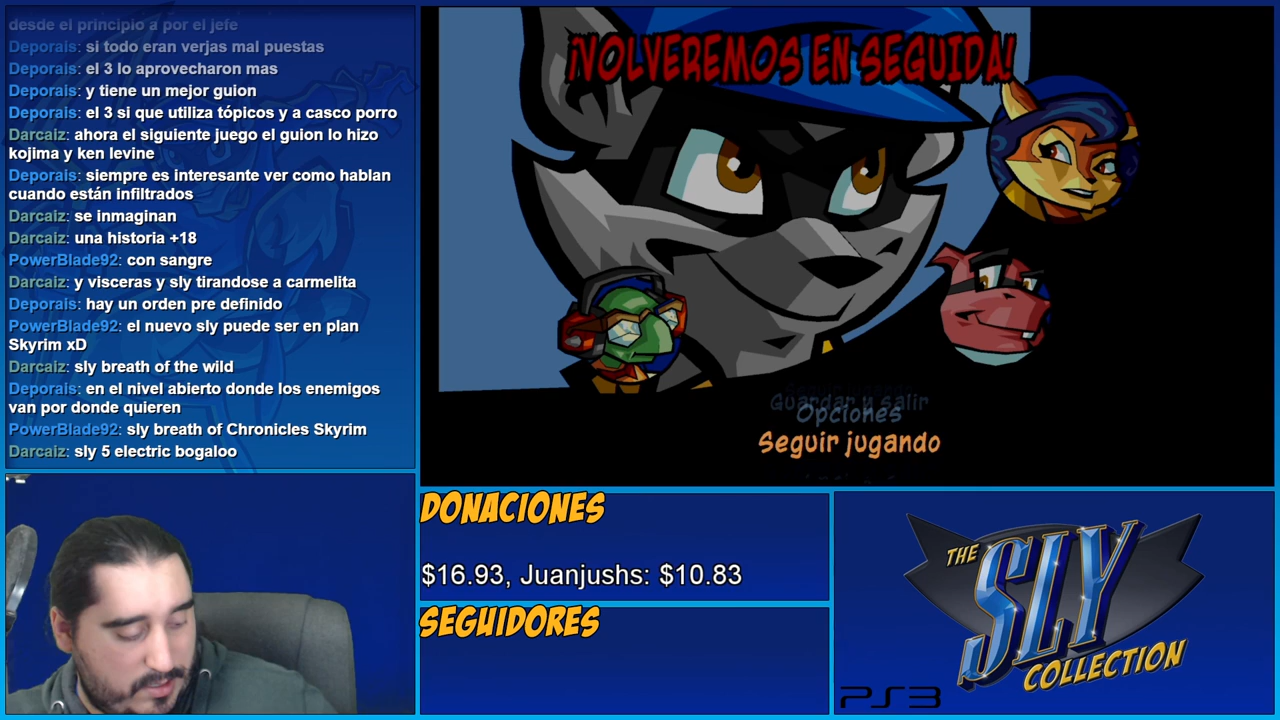 desde el principio a por el jefe
Deporais: si todo eran verjas mal puestas
Deporais: el 3 lo aprovecharon mas
Deporais: y tiene un mejor guion
Deporais: el 3 si que utiliza tópicos y a casco porro
Darcaiz: ahora el siguiente juego el guion lo hizo
kojima y ken levine
Deporais: siempre es interesante ver como hablan
cuando están infiltrados
Darcaiz: se inmaginan
Darcaiz: una historia +18
PowerBlade92: con sangre
Darcaiz: y visceras y sly tirandose a carmelita
Deporais: hay un orden pre definido
PowerBlade92: el nuevo sly puede ser en plan
Skyrim xD
Darcaiz: sly breath of the wild
Deporais: en el nivel abierto donde los enemigos
van por donde quieren
PowerBlade92: sly breath of Chronicles Skyrim
Darcaiz: sly 5 electric bogaloo
¡VOLVEREMOS EN SEGUIDA!
Guardar y salir
Opciones
Seguir jugando
DONACIONES
$16.93, Juanjushs: $10.83
SEGUIDORES
THE
SLY
COLLECTION
PS3